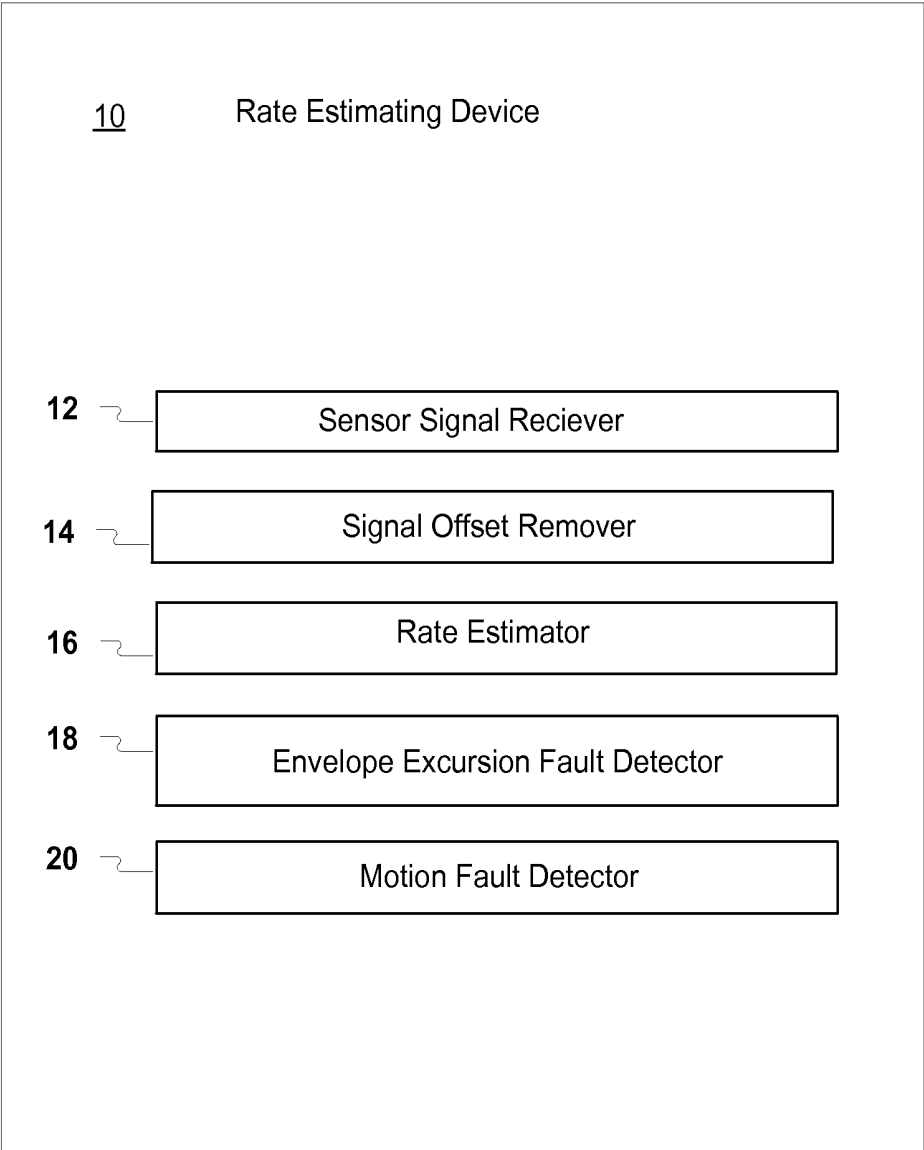 10 Rate Estimating Device
12 Sensor Signal Reciever
14 Signal Offset Remover
16 Rate Estimator
18 Envelope Excursion Fault Detector
20 Motion Fault Detector